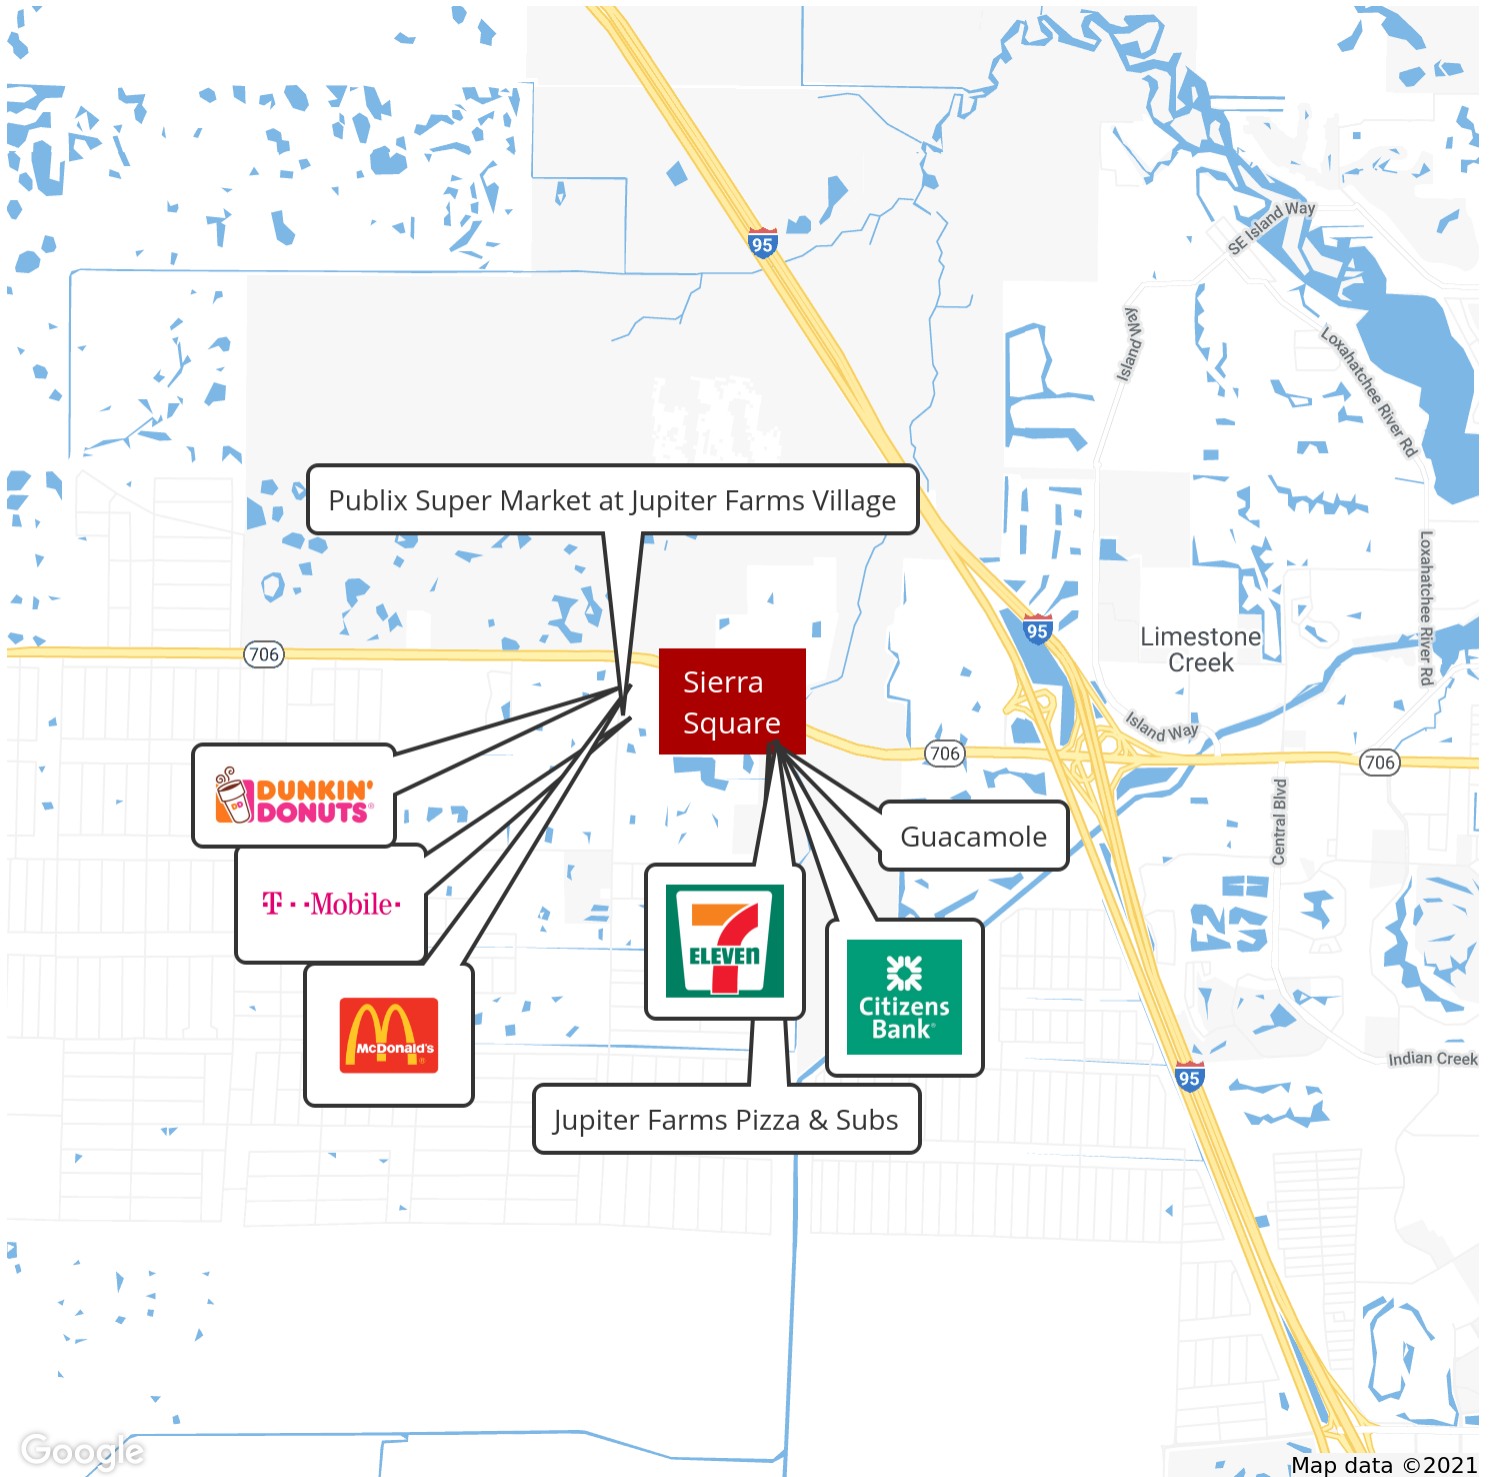 95
SE Island Way
Island Way
Loxahatchee River Rd
Publix Super Market at Jupiter Farms Village
Loxahatchee River Rd
95
Limestone
Creek
706
Sierra
Square
Island Way
706
706
DUNKIN'
DONUTS®
DD
Central Blvd
Guacamole
T··Mobile·
7
ELEVEN
Citizens
Bank®
McDonald's
®
Indian Creek
95
Jupiter Farms Pizza & Subs
Google
Map data ©2021